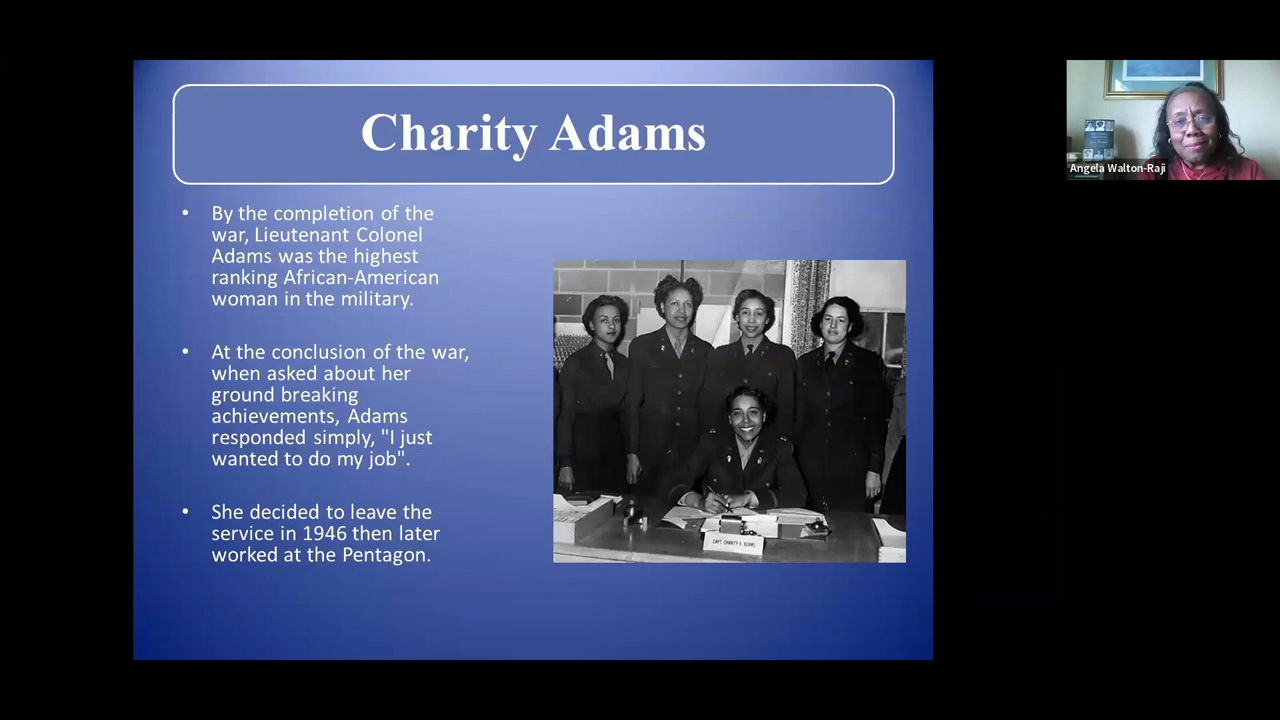 Charity Adams
• By the completion of the
war, Lieutenant Colonel
Adams was the highest
ranking African-American
woman in the military.
• At the conclusion of the war,
when asked about her
ground breaking
achievements, Adams
responded simply, "I just
wanted to do my job".
• She decided to leave the
service in 1946 then later
worked at the Pentagon.
CAPT CHARITY E. ADAMS
Angela Walton-Raji